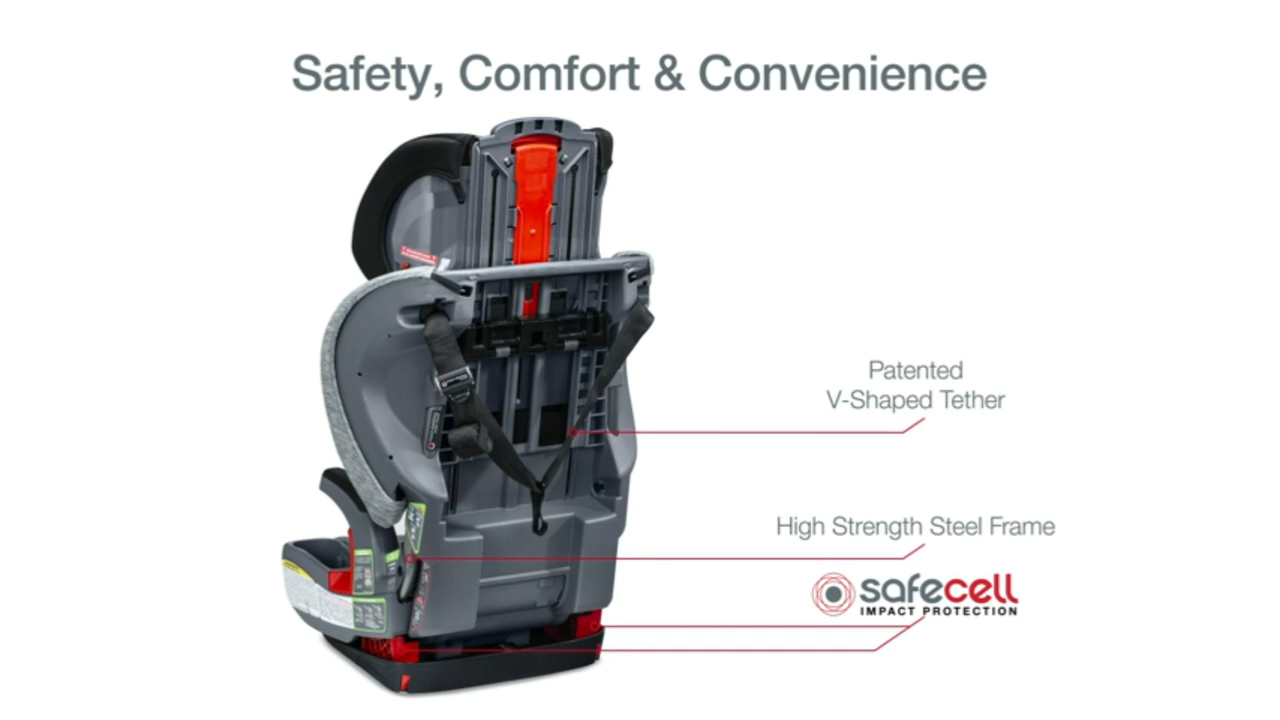 Safety, Comfort & Convenience
Patented
V-Shaped Tether
High Strength Steel Frame
safecell
IMPACT PROTECTION